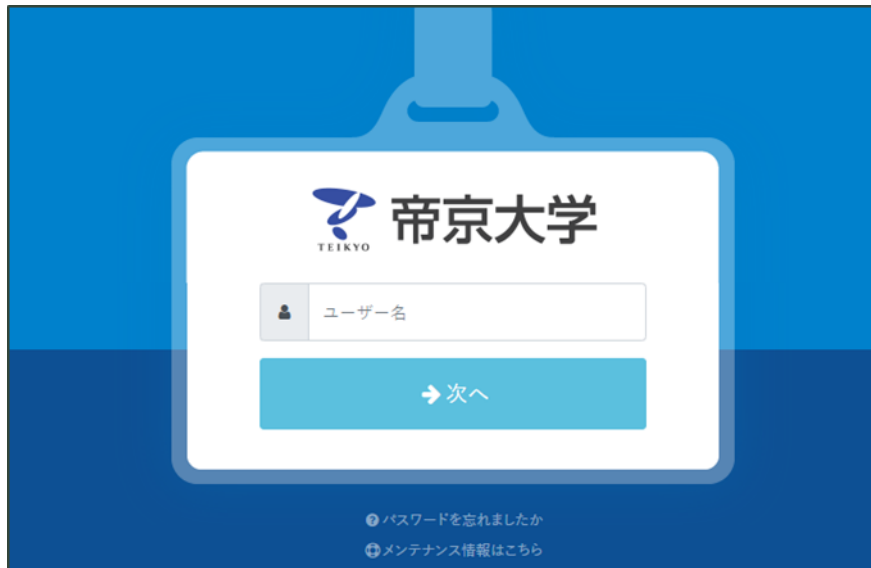 帝京大学
TEIKYO
ユーザー名
次へ
パスワードを忘れましたか
メンテナンス情報はこちら